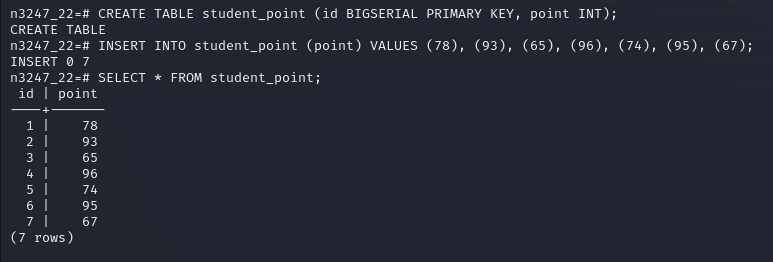 n3247_22=# CREATE TABLE student_point (id BIGSERIAL PRIMARY KEY, point INT);
CREATE TABLE
n3247_22=# INSERT INTO student_point (point) VALUES (78), (93), (65), (96), (74), (95), (67);
INSERT 0 7
n3247_22=# SELECT * FROM student_point;
 id | point
----+-------
  1 |    78
  2 |    93
  3 |    65
  4 |    96
  5 |    74
  6 |    95
  7 |    67
(7 rows)